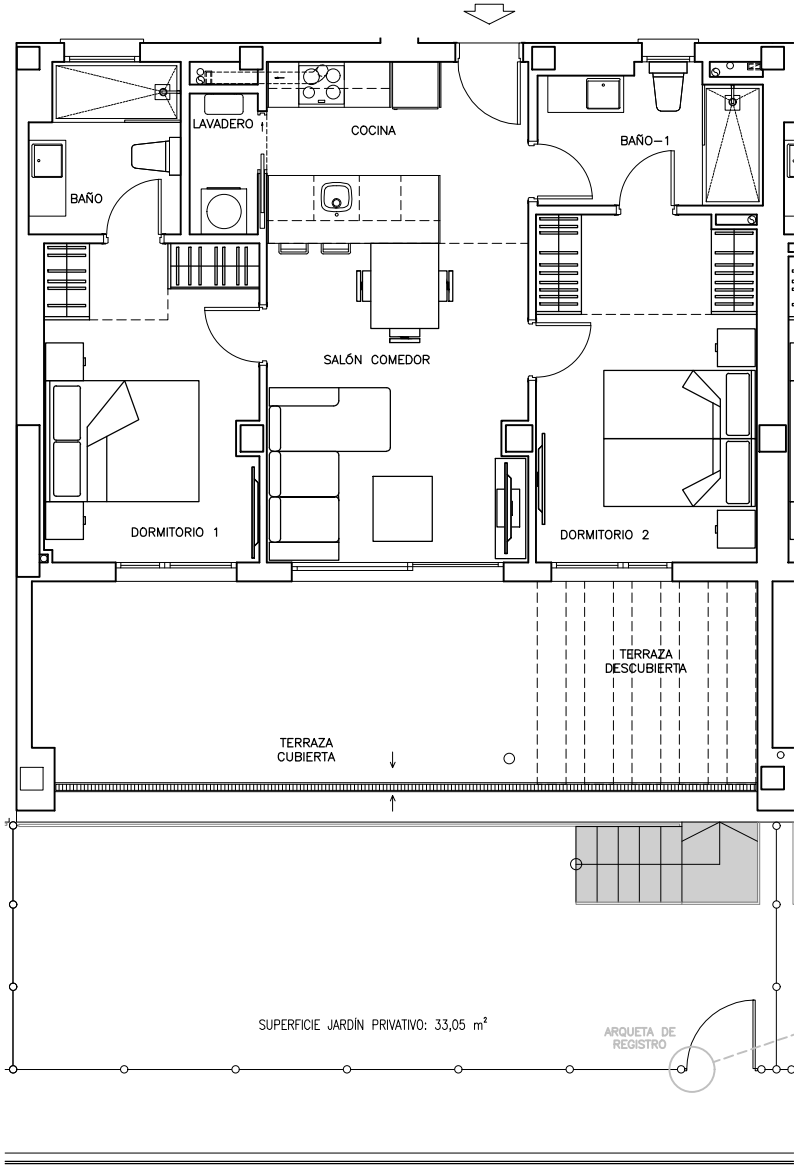 LAVADERO
COCINA
BAÑO-1
BAÑO
SALÓN COMEDOR
DORMITORIO 1
DORMITORIO 2
TERRAZA
DESCUBIERTA
TERRAZA
CUBIERTA
SUPERFICIE JARDÍN PRIVATIVO: 33,05 m²
ARQUETA DE
REGISTRO